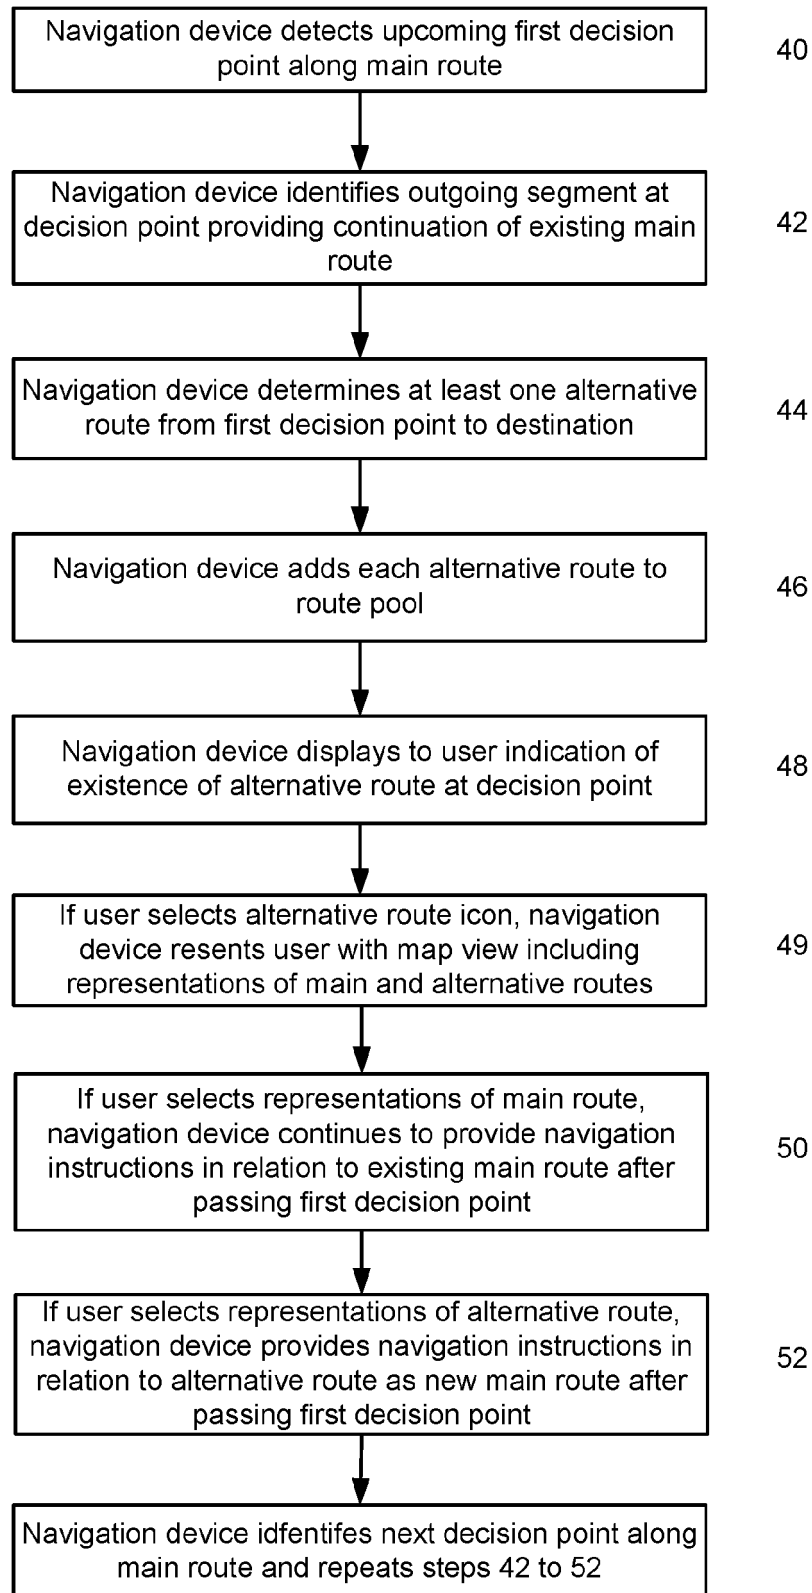 Navigation device detects upcoming first decision
point along main route
40
Navigation device identifies outgoing segment at
decision point providing continuation of existing main
route
42
Navigation device determines at least one alternative
route from first decision point to destination
44
Navigation device adds each alternative route to
route pool
46
Navigation device displays to user indication of
existence of alternative route at decision point
48
If user selects alternative route icon, navigation
device resents user with map view including
representations of main and alternative routes
49
If user selects representations of main route,
navigation device continues to provide navigation
instructions in relation to existing main route after
passing first decision point
50
If user selects representations of alternative route,
navigation device provides navigation instructions in
relation to alternative route as new main route after
passing first decision point
52
Navigation device idfentifes next decision point along
main route and repeats steps 42 to 52